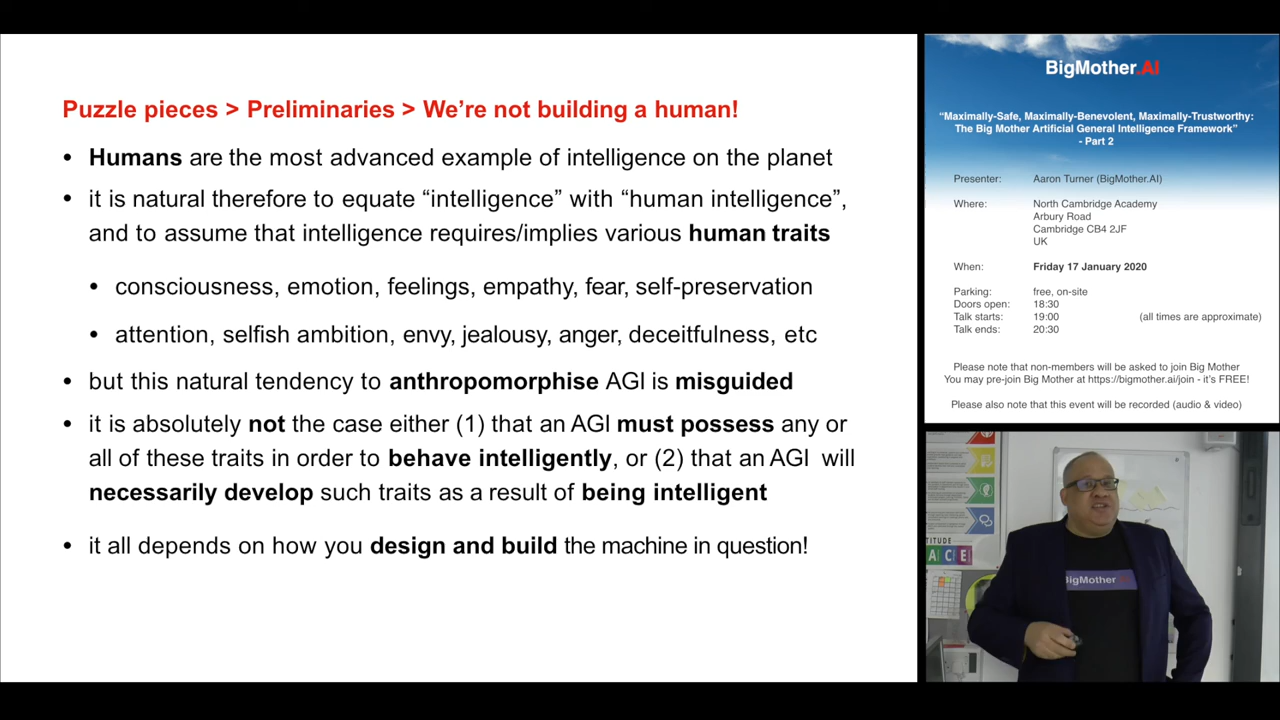 Puzzle pieces > Preliminaries > We're not building a human!
• Humans are the most advanced example of intelligence on the planet
• it is natural therefore to equate “intelligence” with “human intelligence”,
and to assume that intelligence requires/implies various human traits
• consciousness, emotion, feelings, empathy, fear, self-preservation
• attention, selfish ambition, envy, jealousy, anger, deceitfulness, etc
• but this natural tendency to anthropomorphise AGI is misguided
• it is absolutely not the case either (1) that an AGI must possess any or
all of these traits in order to behave intelligently, or (2) that an AGI will
necessarily develop such traits as a result of being intelligent
• it all depends on how you design and build the machine in question!
BigMother.AI
“Maximally-Safe, Maximally-Benevolent, Maximally-Trustworthy:
The Big Mother Artificial General Intelligence Framework”
- Part 2
Presenter: Aaron Turner (BigMother.AI)
Where: North Cambridge Academy
Arbury Road
Cambridge CB4 2JF
UK
When: Friday 17 January 2020
Parking: free, on-site
Doors open: 18:30
Talk starts: 19:00 (all times are approximate)
Talk ends: 20:30
Please note that non-members will be asked to join Big Mother
You may pre-join Big Mother at https://bigmother.ai/join - it's FREE!
Please also note that this event will be recorded (audio & video)
TITUDE
ACE
BigMother